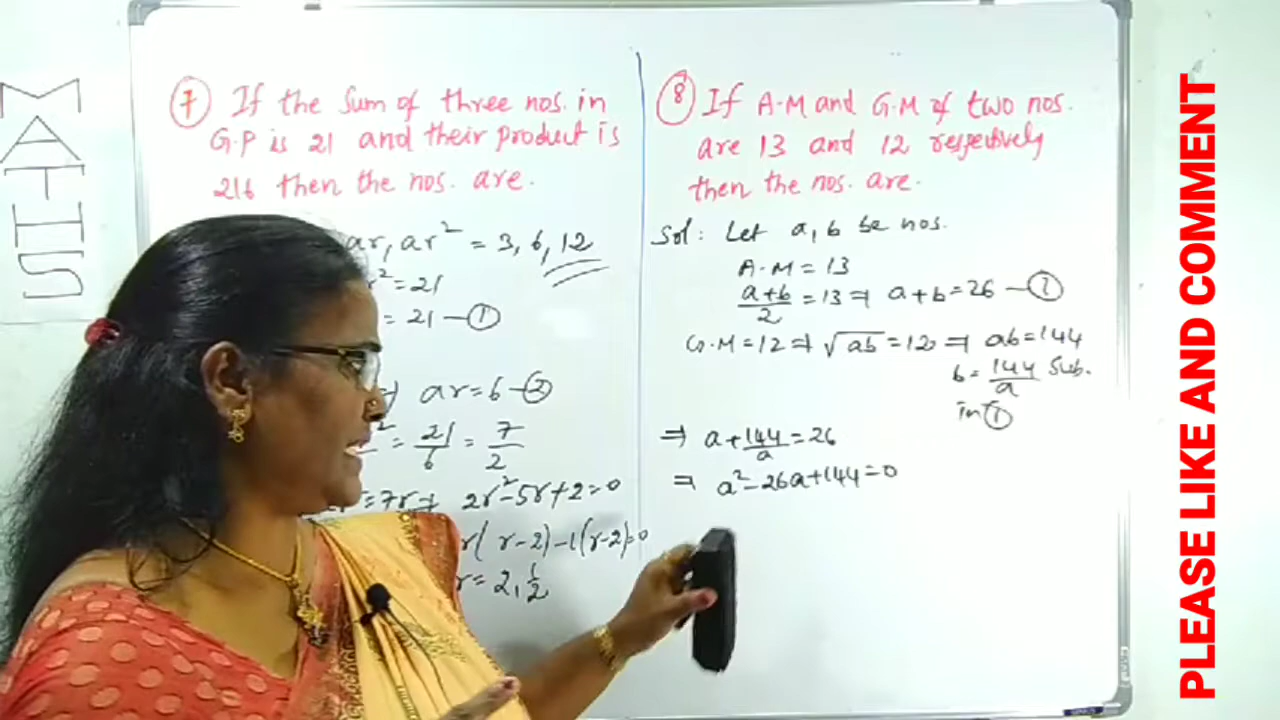 MATHS
⑦ If the Sum of three nos. in
G.P is 21 and their product is
216 then the nos. are.
ar, ar² = 3, 6, 12
r² = 21
= 21 — ①
ar = 6 — ②
= 21/6 = 7/2
= 7r ⇒ 2r² - 5r + 2 = 0
r( r-2) - 1(r-2) = 0
r = 2, 1/2
⑧ If A.M and G.M of two nos.
are 13 and 12 respectively
then the nos. are.
Sol: Let a, b be nos.
A.M = 13
a+b/2 = 13 ⇒ a+b = 26 — ①
G.M = 12 ⇒ √ab = 12 ⇒ ab = 144
b = 144/a Sub.
in ①
⇒ a + 144/a = 26
⇒ a² - 26a + 144 = 0
PLEASE LIKE AND COMMENT